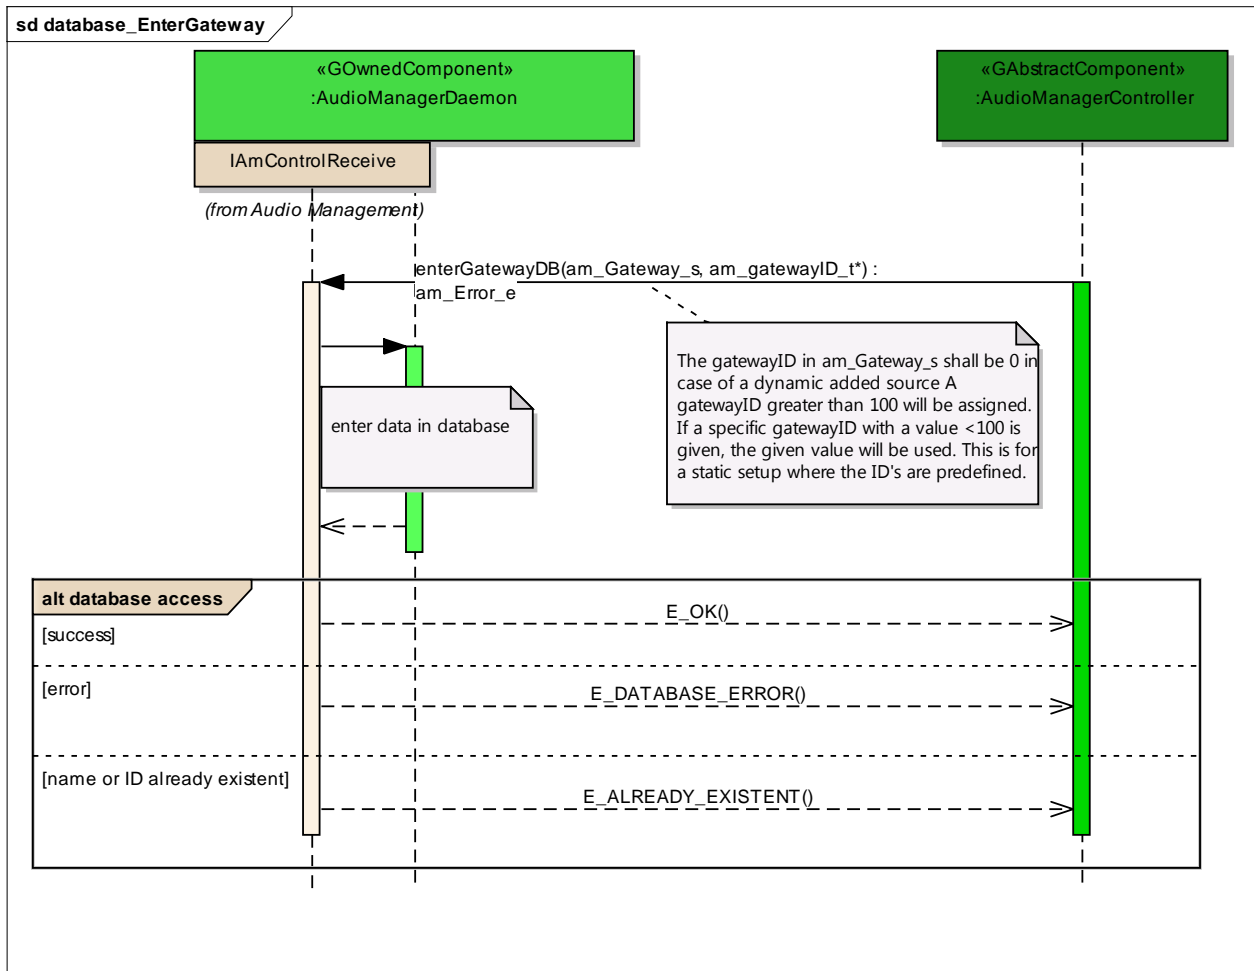 sd database_EnterGateway
«GOwnedComponent»
:AudioManagerDaemon
«GAbstractComponent»
:AudioManagerController
IAmControlReceive
(from Audio Management)
enterGatewayDB(am_Gateway_s, am_gatewayID_t*) :
am_Error_e
The gatewayID in am_Gateway_s shall be 0 in
case of a dynamic added source A
gatewayID greater than 100 will be assigned.
If a specific gatewayID with a value <100 is
given, the given value will be used. This is for
a static setup where the ID's are predefined.
enter data in database
alt database access
E_OK()
[success]
[error]
E_DATABASE_ERROR()
[name or ID already existent]
E_ALREADY_EXISTENT()